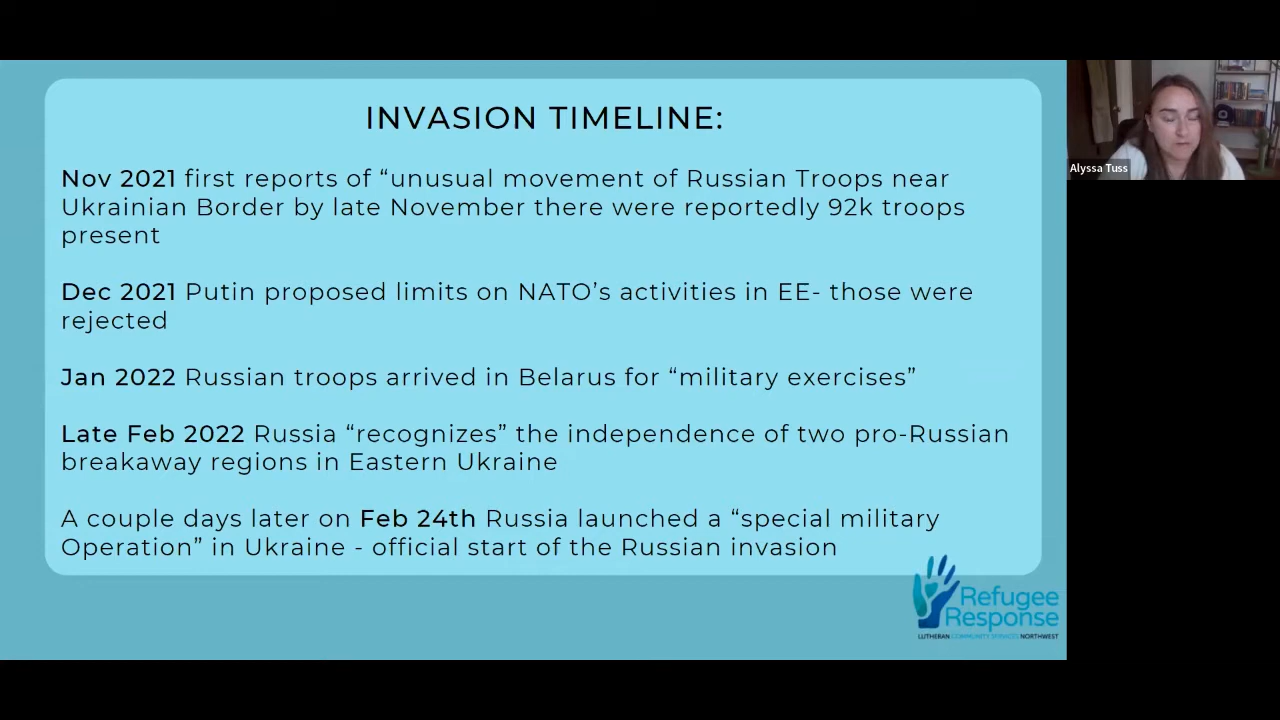 INVASION TIMELINE:
Nov 2021 first reports of “unusual movement of Russian Troops near
Ukrainian Border by late November there were reportedly 92k troops
present
Dec 2021 Putin proposed limits on NATO’s activities in EE- those were
rejected
Jan 2022 Russian troops arrived in Belarus for “military exercises”
Late Feb 2022 Russia “recognizes” the independence of two pro-Russian
breakaway regions in Eastern Ukraine
A couple days later on Feb 24th Russia launched a “special military
Operation” in Ukraine - official start of the Russian invasion
Refugee
Response
LUTHERAN COMMUNITY SERVICES NORTHWEST
Alyssa Tuss